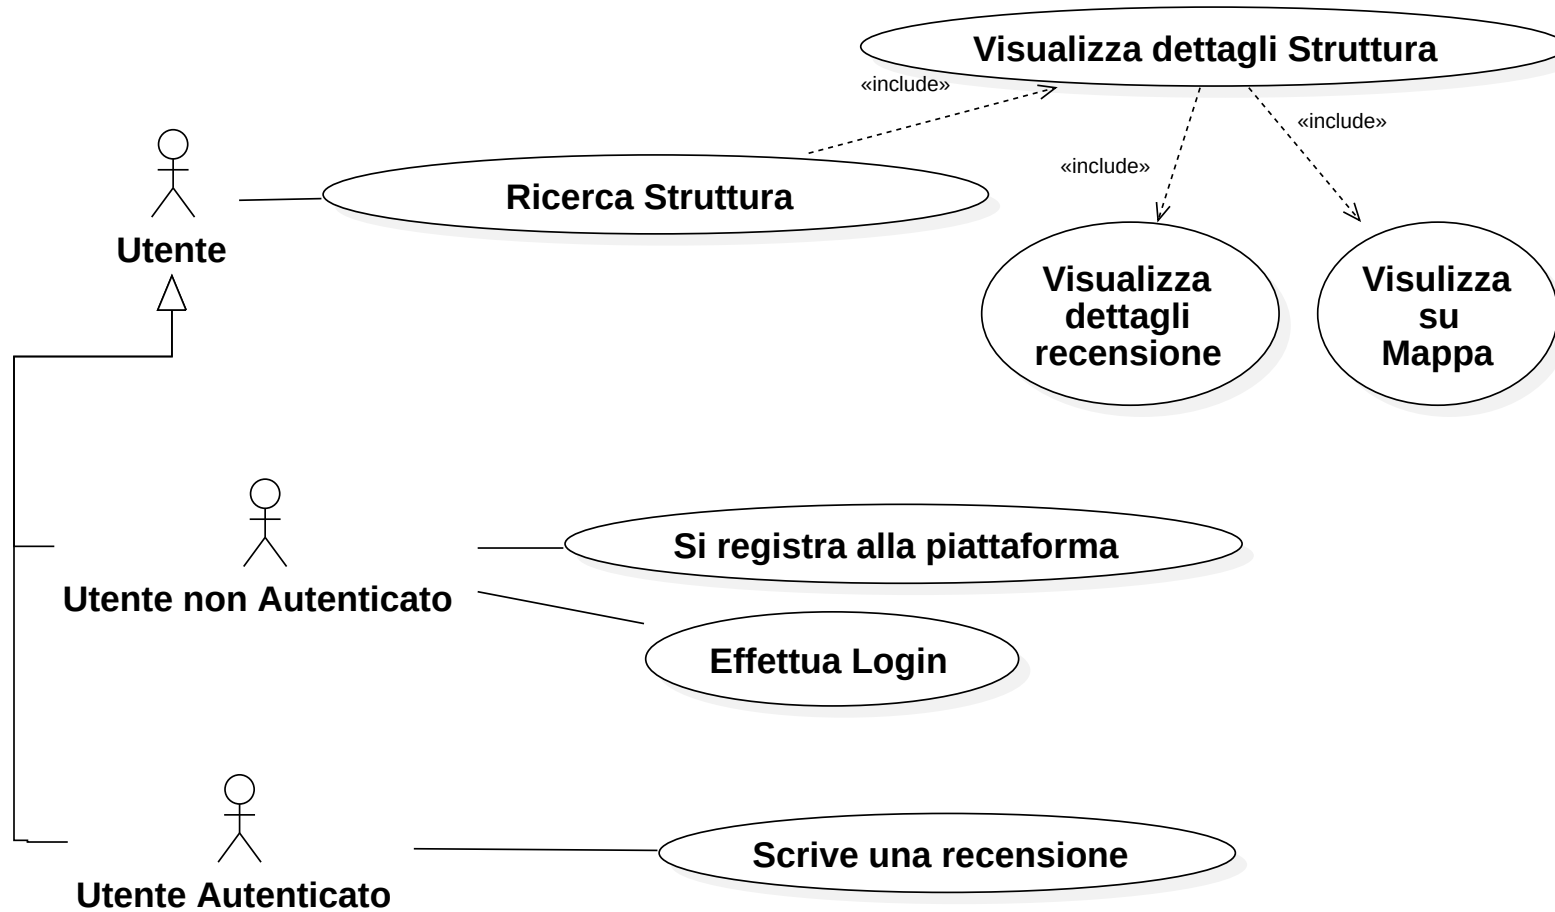 Visualizza dettagli Struttura
«include»
«include»
«include»
Ricerca Struttura
Utente
Visualizza
dettagli
recensione
Visulizza
su
Mappa
Si registra alla piattaforma
Utente non Autenticato
Effettua Login
Scrive una recensione
Utente Autenticato